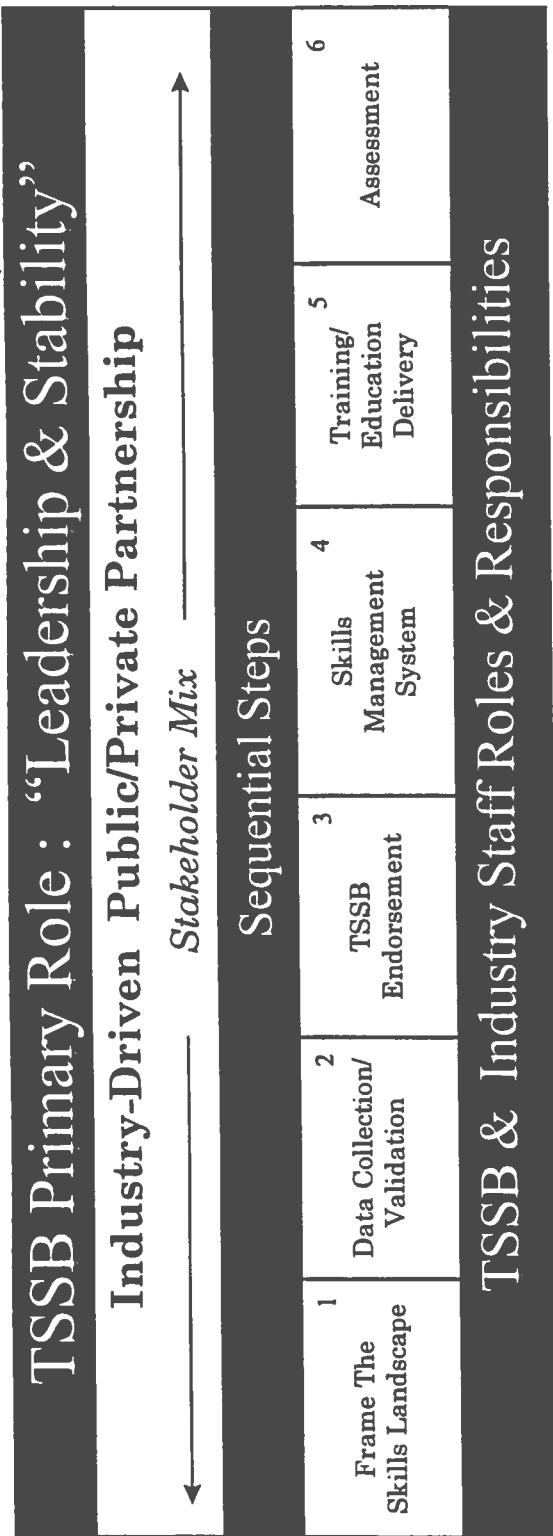 TSSB Primary Role : “Leadership & Stability”
Industry-Driven Public/Private Partnership
Stakeholder Mix
Sequential Steps
1
Frame The
Skills Landscape
2
Data Collection/
Validation
3
TSSB
Endorsement
4
Skills
Management
System
5
Training/
Education
Delivery
6
Assessment
TSSB & Industry Staff Roles & Responsibilities